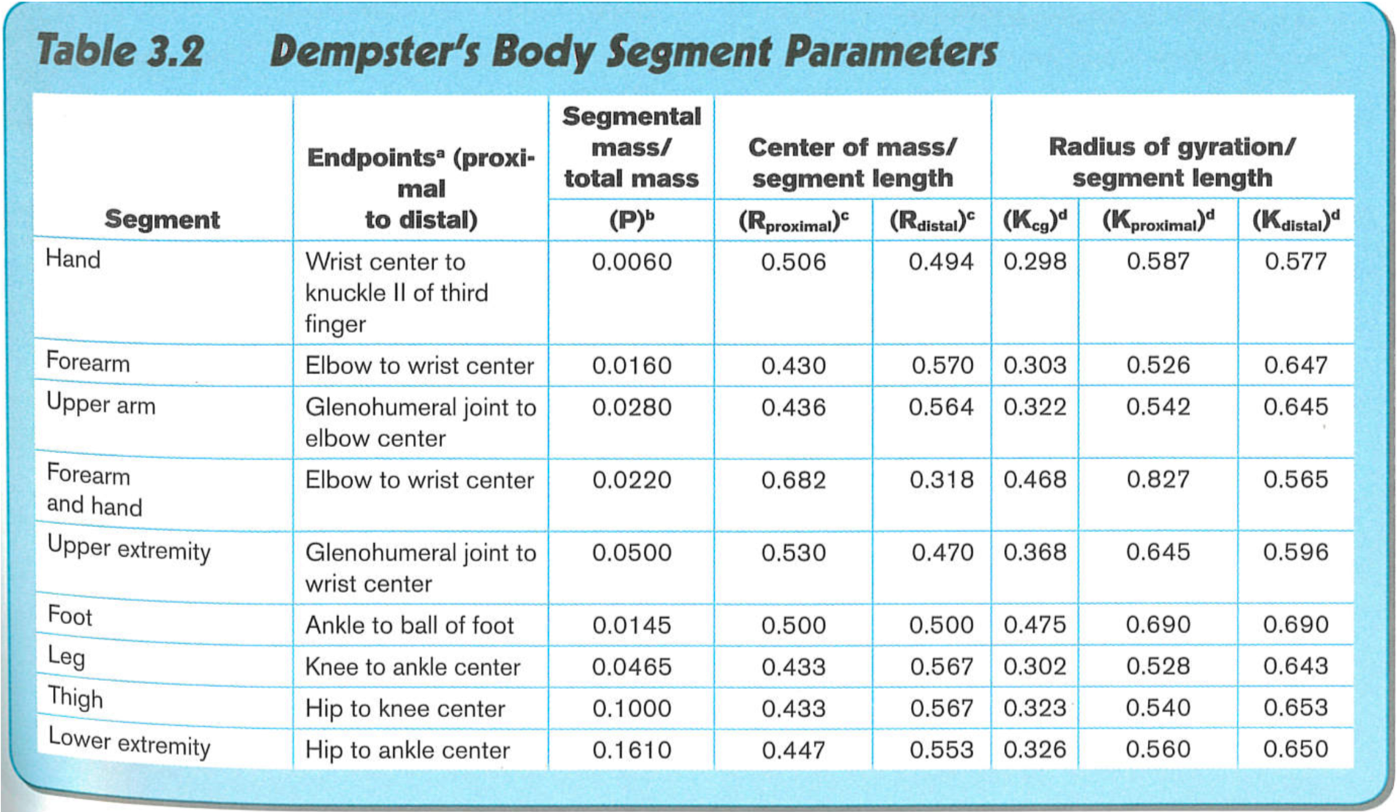 Table 3.2 Dempster's Body Segment Parameters
Segment
Endpointsᵃ (proxi-
mal
to distal)
Segmental
mass/
total mass
(P)ᵇ
Center of mass/
segment length
(Rproximal)ᶜ (Rdistal)ᶜ
Radius of gyration/
segment length
(Kcg)ᵈ (Kproximal)ᵈ (Kdistal)ᵈ
Hand Wrist center to 0.0060 0.506 0.494 0.298 0.587 0.577
knuckle II of third
finger
Forearm Elbow to wrist center 0.0160 0.430 0.570 0.303 0.526 0.647
Upper arm Glenohumeral joint to 0.0280 0.436 0.564 0.322 0.542 0.645
elbow center
Forearm Elbow to wrist center 0.0220 0.682 0.318 0.468 0.827 0.565
and hand
Upper extremity Glenohumeral joint to 0.0500 0.530 0.470 0.368 0.645 0.596
wrist center
Foot Ankle to ball of foot 0.0145 0.500 0.500 0.475 0.690 0.690
Leg Knee to ankle center 0.0465 0.433 0.567 0.302 0.528 0.643
Thigh Hip to knee center 0.1000 0.433 0.567 0.323 0.540 0.653
Lower extremity Hip to ankle center 0.1610 0.447 0.553 0.326 0.560 0.650